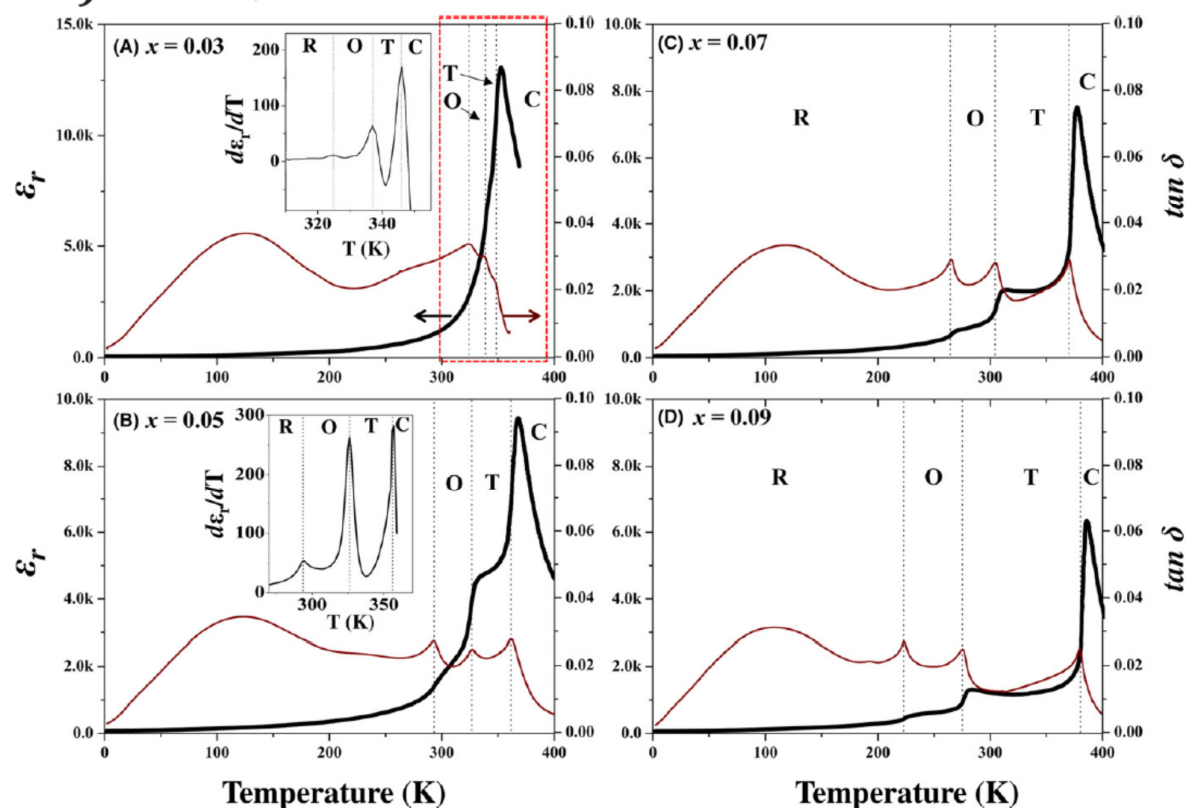 (A) x = 0.03
15.0k
10.0k
5.0k
0.0
εr
0.10
0.08
0.06
0.04
0.02
0.00
0
100
200
300
400
R O T C
200
100
0
dεr/dT
320 340
T (K)
T
O
C
(C) x = 0.07
10.0k
8.0k
6.0k
4.0k
2.0k
0.0
R O T C
0.10
0.08
0.06
0.04
0.02
0.00
tan δ
0
100
200
300
400
(B) x = 0.05
10.0k
8.0k
6.0k
4.0k
2.0k
0.0
εr
R O T C
300
200
100
0
dεr/dT
300 350
T (K)
O T C
0.10
0.08
0.06
0.04
0.02
0.00
0
100
200
300
400
Temperature (K)
(D) x = 0.09
10.0k
8.0k
6.0k
4.0k
2.0k
0.0
R O T C
0.10
0.08
0.06
0.04
0.02
0.00
tan δ
0
100
200
300
400
Temperature (K)